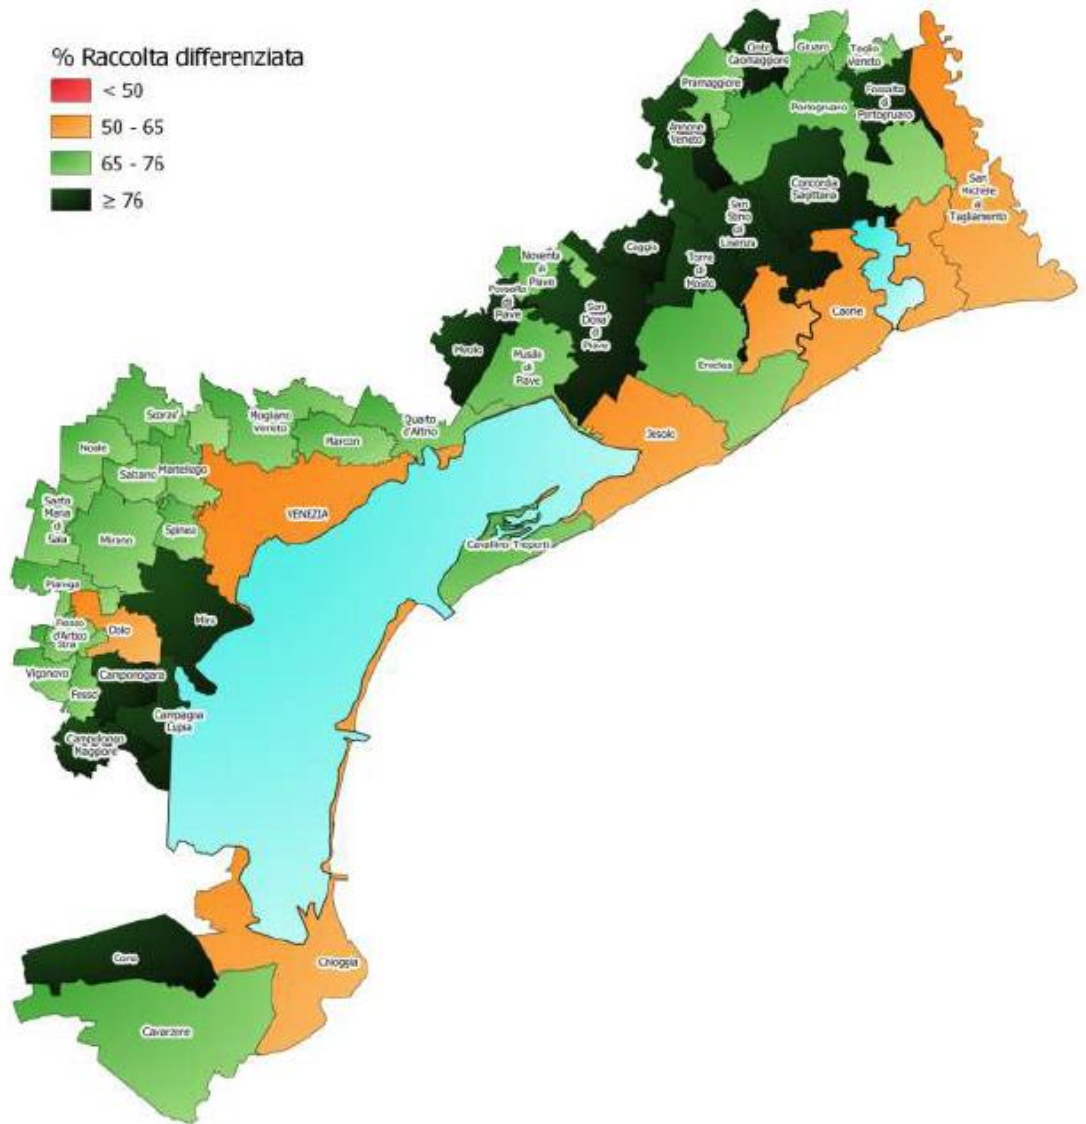 % Raccolta differenziata
< 50
50 - 65
65 - 76
≥ 76
Cinto
Caomaggiore
Gruaro
Teglio
Veneto
Pramaggiore
Fossalta
di
Portogruaro
Portogruaro
Annone
Veneto
Concordia
Sagittaria
San
Michele
al
Tagliamento
San
Stino
di
Livenza
Ceggia
Torre
di
Mosto
Noventa
di
Piave
Fossalta
di
Piave
San
Donà
di
Piave
Caorle
Meolo
Musile
di
Piave
Eraclea
Jesolo
Scorze'
Mogliano
Veneto
Quarto
d'Altino
Marcon
Noale
Salzano
Martellago
Santa
Maria
di
Sala
VENEZIA
Spinea
Mirano
Cavallino-Treporti
Pianiga
Mira
Fiesso
d'Artico
Dolo
Stra
Vigonovo
Camponogara
Fosso
Campagna
Lupia
Campolongo
Maggiore
Cona
Chioggia
Cavarzere